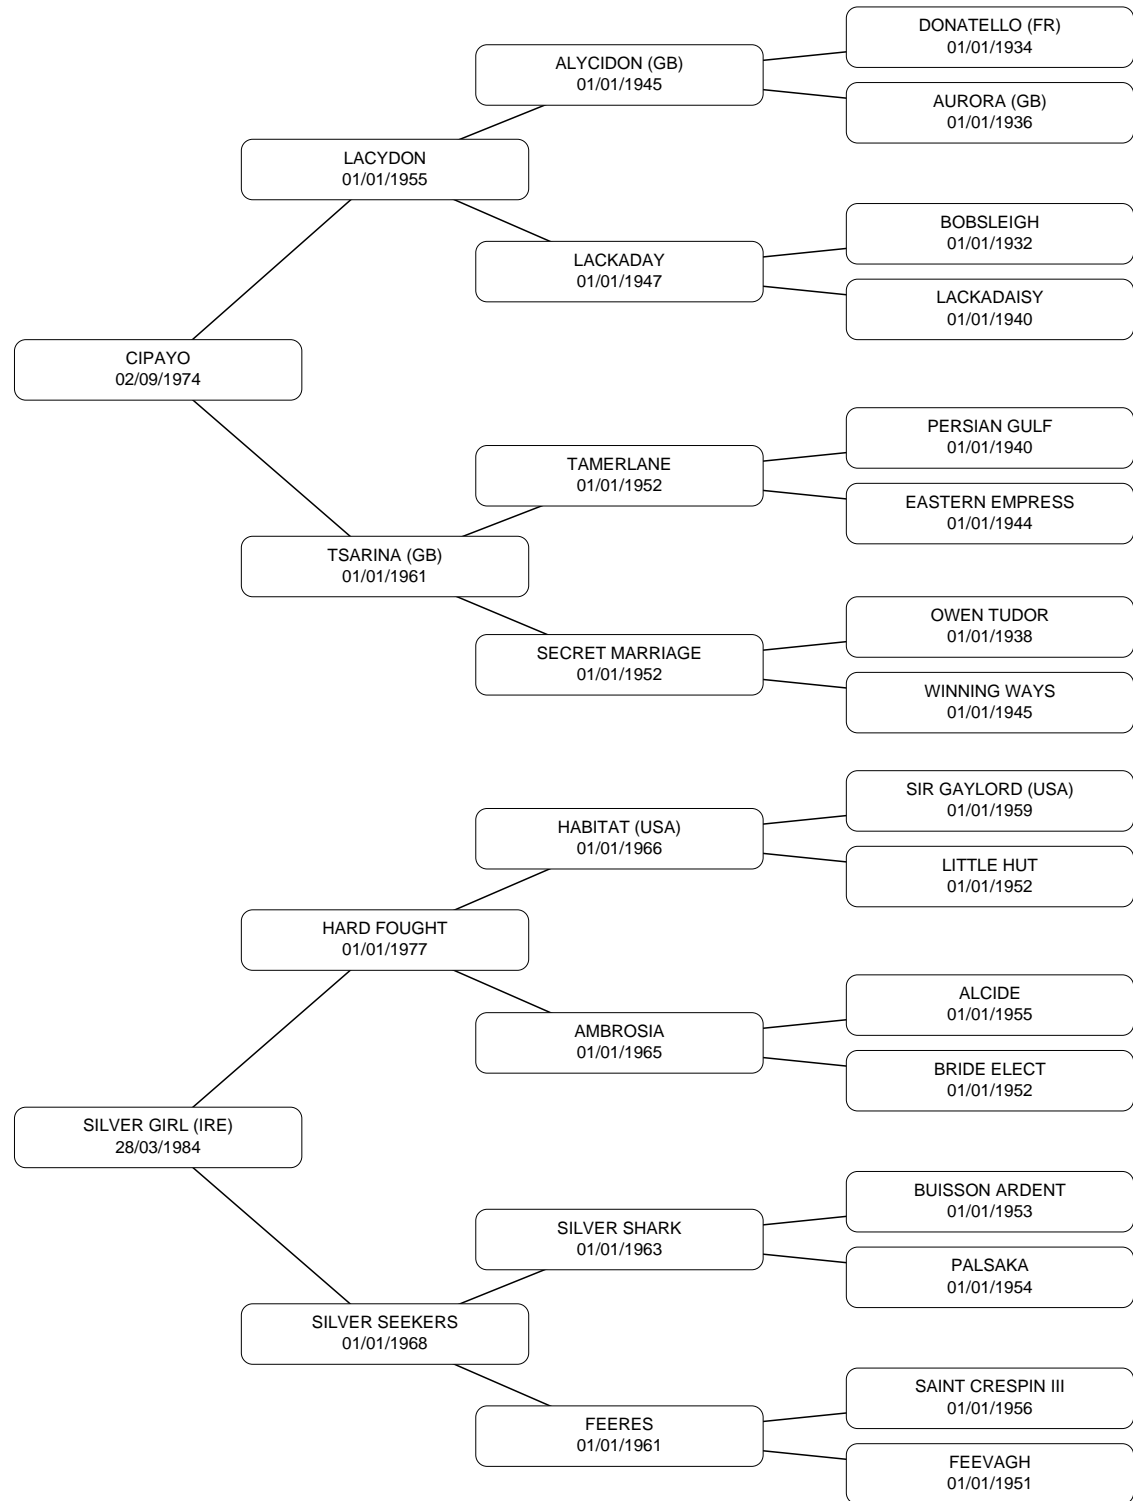 DONATELLO (FR)
01/01/1934
ALYCIDON (GB)
01/01/1945
AURORA (GB)
01/01/1936
LACYDON
01/01/1955
BOBSLEIGH
01/01/1932
LACKADAY
01/01/1947
LACKADAISY
01/01/1940
CIPAYO
02/09/1974
PERSIAN GULF
01/01/1940
TAMERLANE
01/01/1952
EASTERN EMPRESS
01/01/1944
TSARINA (GB)
01/01/1961
OWEN TUDOR
01/01/1938
SECRET MARRIAGE
01/01/1952
WINNING WAYS
01/01/1945
SIR GAYLORD (USA)
01/01/1959
HABITAT (USA)
01/01/1966
LITTLE HUT
01/01/1952
HARD FOUGHT
01/01/1977
ALCIDE
01/01/1955
AMBROSIA
01/01/1965
BRIDE ELECT
01/01/1952
SILVER GIRL (IRE)
28/03/1984
BUISSON ARDENT
01/01/1953
SILVER SHARK
01/01/1963
PALSAKA
01/01/1954
SILVER SEEKERS
01/01/1968
SAINT CRESPIN III
01/01/1956
FEERES
01/01/1961
FEEVAGH
01/01/1951